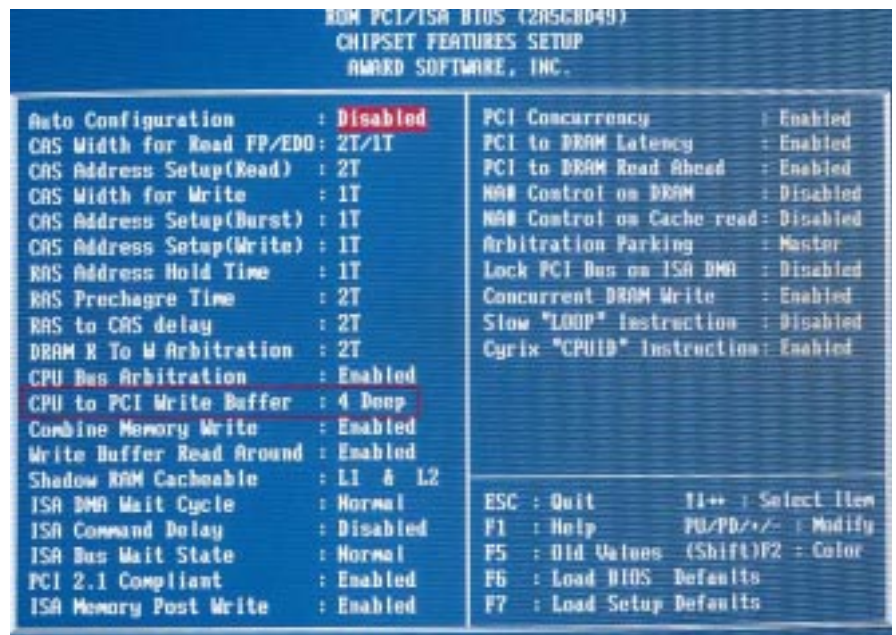 ROM PCI/ISA BIOS (2A5GBD49)
CHIPSET FEATURES SETUP
AWARD SOFTWARE, INC.
Auto Configuration : Disabled
CAS Width for Read FP/EDO: 2T/1T
CAS Address Setup(Read) : 2T
CAS Width for Write : 1T
CAS Address Setup(Burst) : 1T
CAS Address Setup(Write) : 1T
RAS Address Hold Time : 1T
RAS Prechagre Time : 2T
RAS to CAS delay : 2T
DRAM R To W Arbitration : 2T
CPU Bus Arbitration : Enabled
CPU to PCI Write Buffer : 4 Deep
Combine Memory Write : Enabled
Write Buffer Read Around : Enabled
Shadow RAM Cacheable : L1 & L2
ISA DMA Wait Cycle : Normal
ISA Command Delay : Disabled
ISA Bus Wait State : Normal
PCI 2.1 Compliant : Enabled
ISA Memory Post Write : Enabled
PCI Concurrency : Enabled
PCI to DRAM Latency : Enabled
PCI to DRAM Read Ahead : Enabled
NA# Control on DRAM : Disabled
NA# Control on Cache read: Disabled
Arbitration Parking : Master
Lock PCI Bus on ISA DMA : Disabled
Concurrent DRAM Write : Enabled
Slow "LOOP" Instruction : Disabled
Cyrix "CPUID" Instruction: Enabled
ESC : Quit ↑↓→← : Select Item
F1 : Help PU/PD/+/- : Modify
F5 : Old Values (Shift)F2 : Color
F6 : Load BIOS Defaults
F7 : Load Setup Defaults